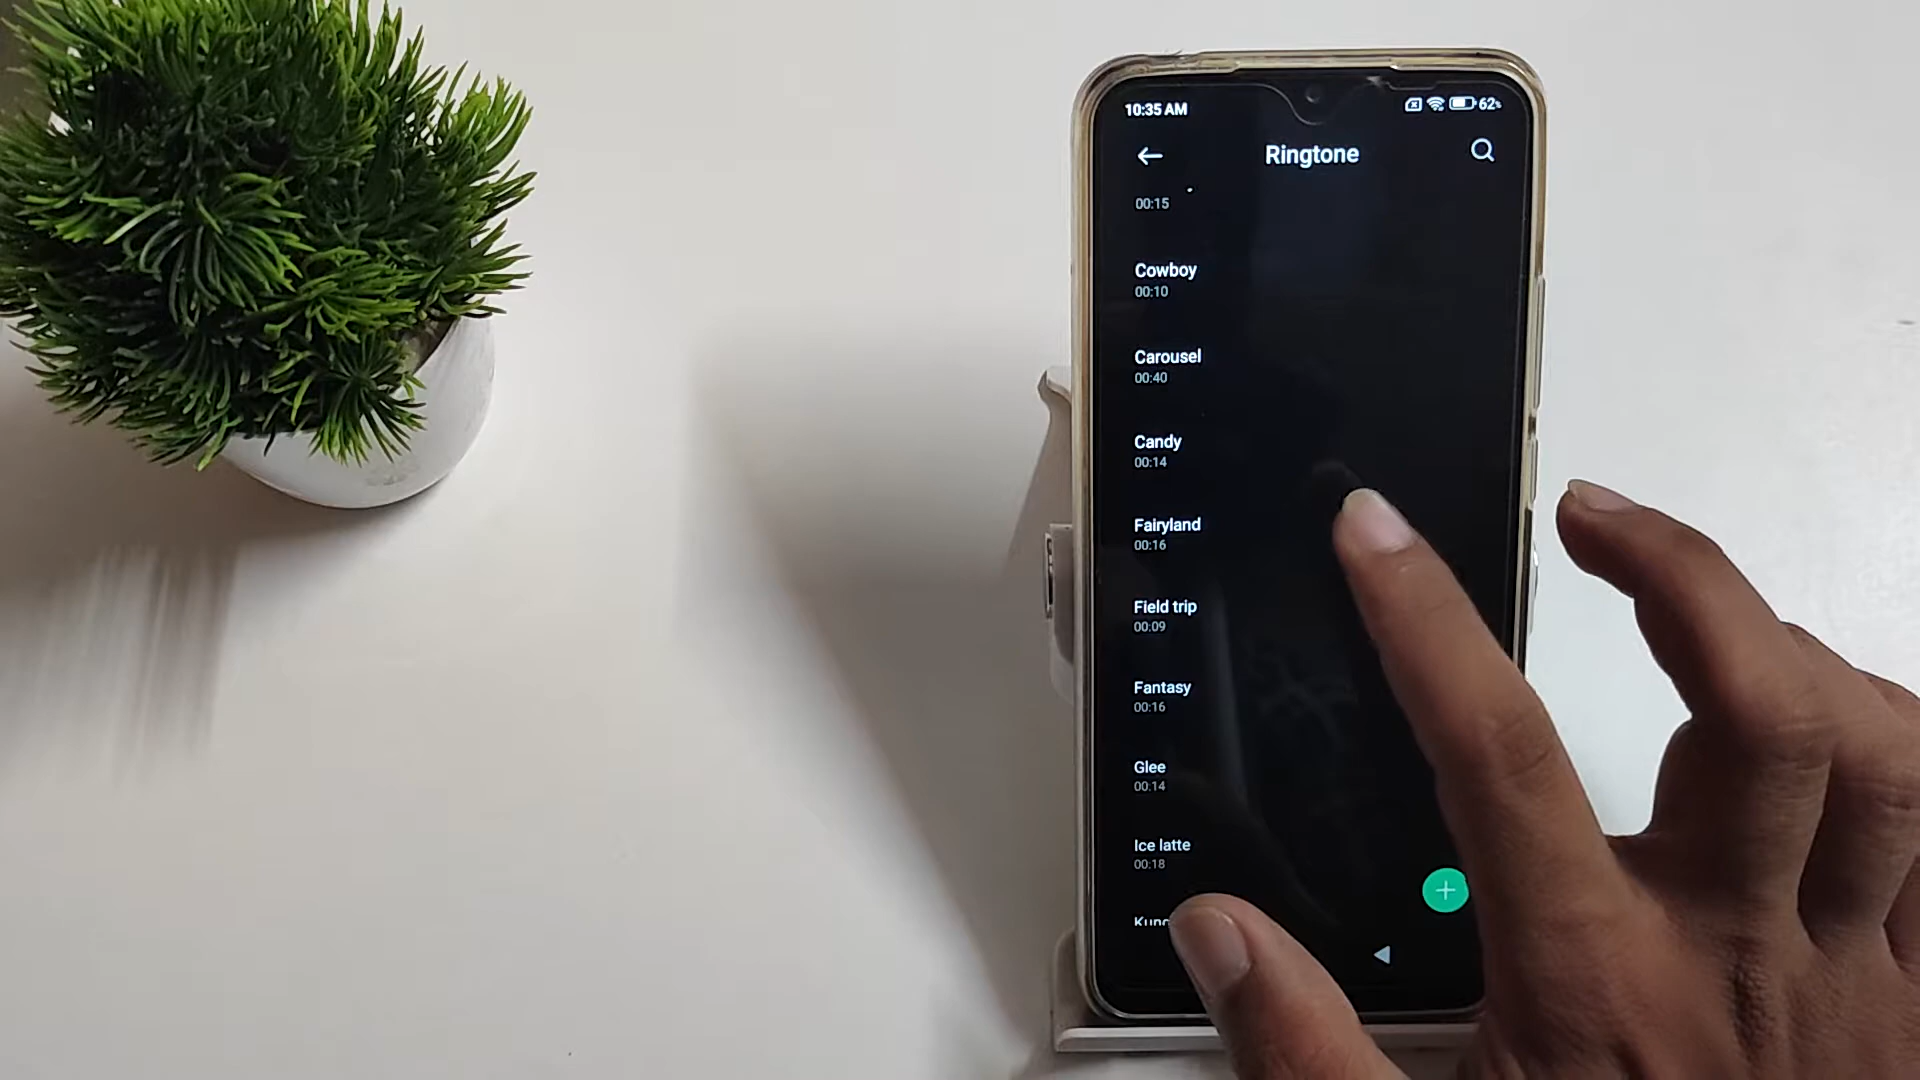 10:35 AM
62%
Ringtone
00:15
Cowboy
00:10
Carousel
00:40
Candy
00:14
Fairyland
00:16
Field trip
00:09
Fantasy
00:16
Glee
00:14
Ice latte
00:18